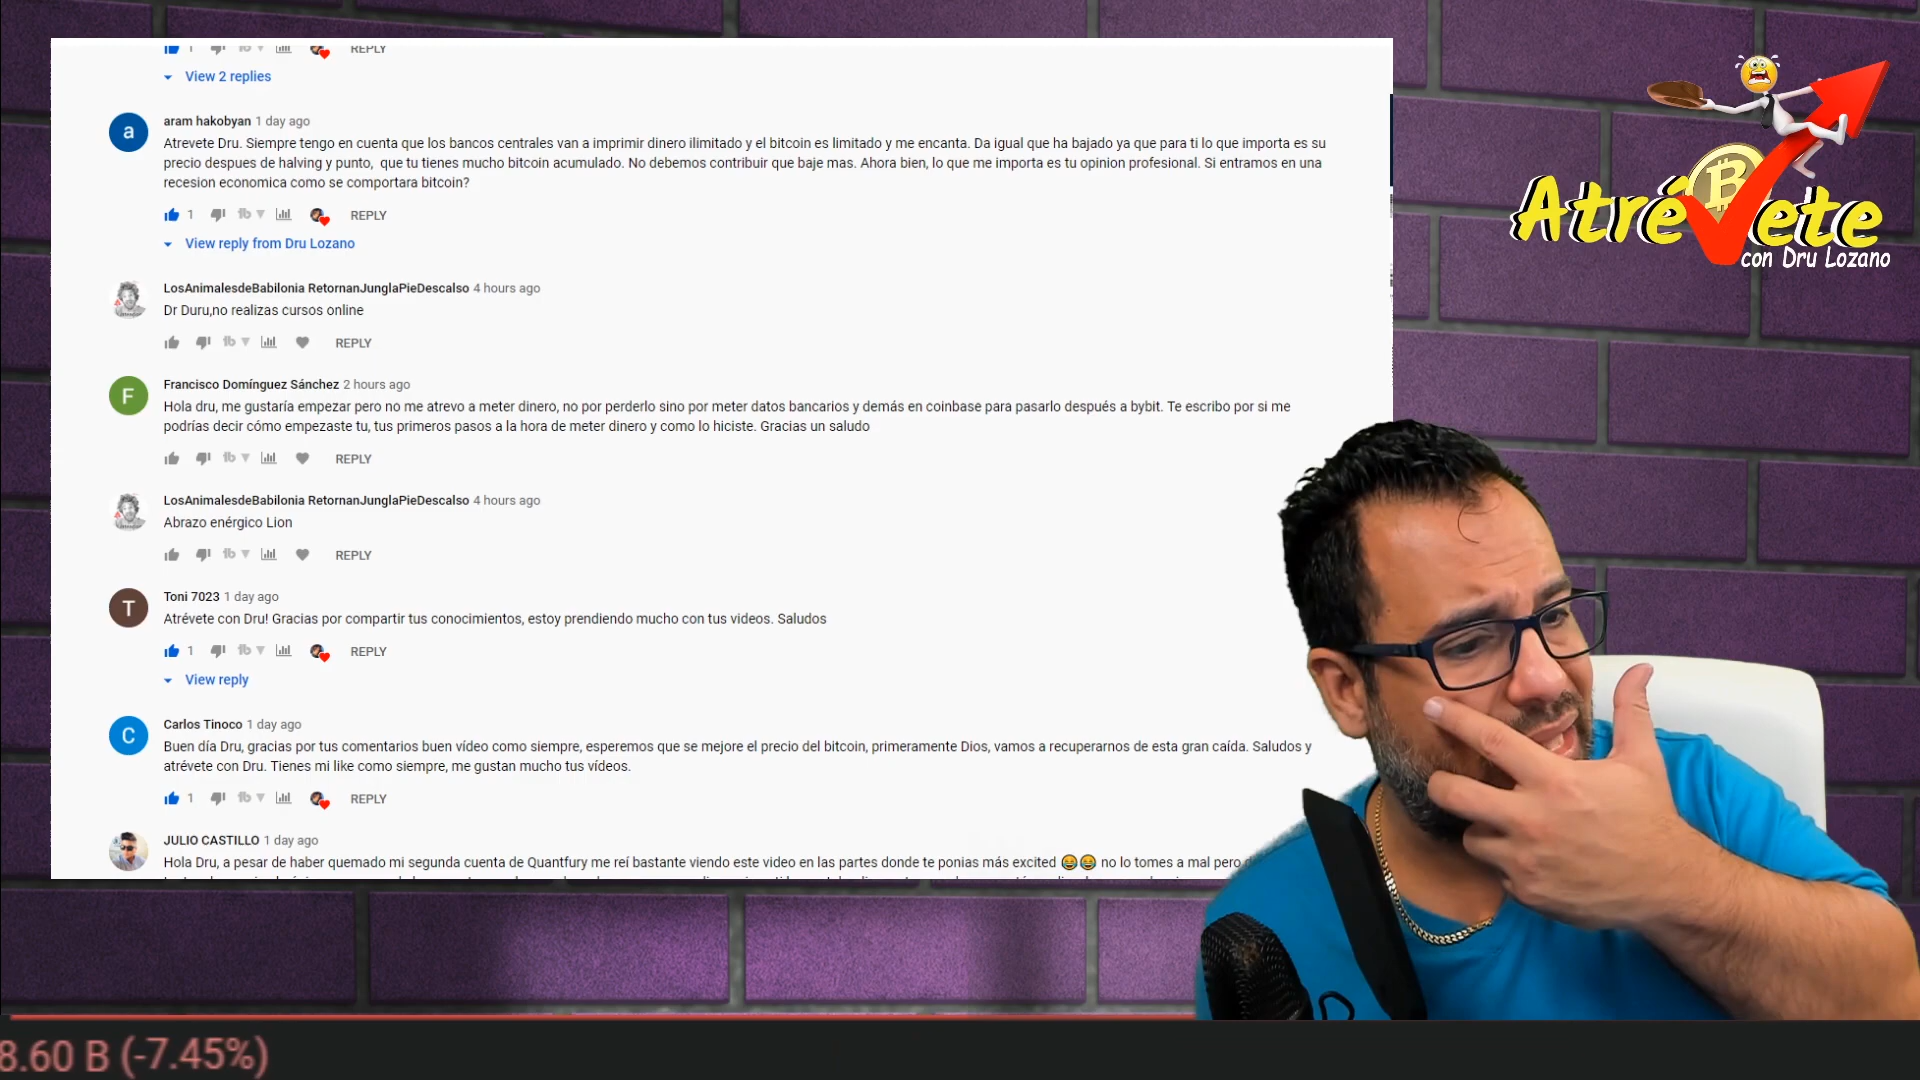 1 REPLY
View 2 replies
a
aram hakobyan 1 day ago
Atrevete Dru. Siempre tengo en cuenta que los bancos centrales van a imprimir dinero ilimitado y el bitcoin es limitado y me encanta. Da igual que ha bajado ya que para ti lo que importa es su
precio despues de halving y punto, que tu tienes mucho bitcoin acumulado. No debemos contribuir que baje mas. Ahora bien, lo que me importa es tu opinion profesional. Si entramos en una
recesion economica como se comportara bitcoin?
1 REPLY
View reply from Dru Lozano
LosAnimalesdeBabilonia RetornanJunglaPieDescalso 4 hours ago
Dr Duru,no realizas cursos online
REPLY
F
Francisco Domínguez Sánchez 2 hours ago
Hola dru, me gustaría empezar pero no me atrevo a meter dinero, no por perderlo sino por meter datos bancarios y demás en coinbase para pasarlo después a bybit. Te escribo por si me
podrías decir cómo empezaste tu, tus primeros pasos a la hora de meter dinero y como lo hiciste. Gracias un saludo
REPLY
LosAnimalesdeBabilonia RetornanJunglaPieDescalso 4 hours ago
Abrazo enérgico Lion
REPLY
T
Toni 7023 1 day ago
Atrévete con Dru! Gracias por compartir tus conocimientos, estoy prendiendo mucho con tus videos. Saludos
1 REPLY
View reply
C
Carlos Tinoco 1 day ago
Buen día Dru, gracias por tus comentarios buen vídeo como siempre, esperemos que se mejore el precio del bitcoin, primeramente Dios, vamos a recuperarnos de esta gran caída. Saludos y
atrévete con Dru. Tienes mi like como siempre, me gustan mucho tus vídeos.
1 REPLY
JULIO CASTILLO 1 day ago
Hola Dru, a pesar de haber quemado mi segunda cuenta de Quantfury me reí bastante viendo este video en las partes donde te ponias más excited 😂😂 no lo tomes a mal pero
Atrévete
con Dru Lozano
8.60 B (-7.45%)